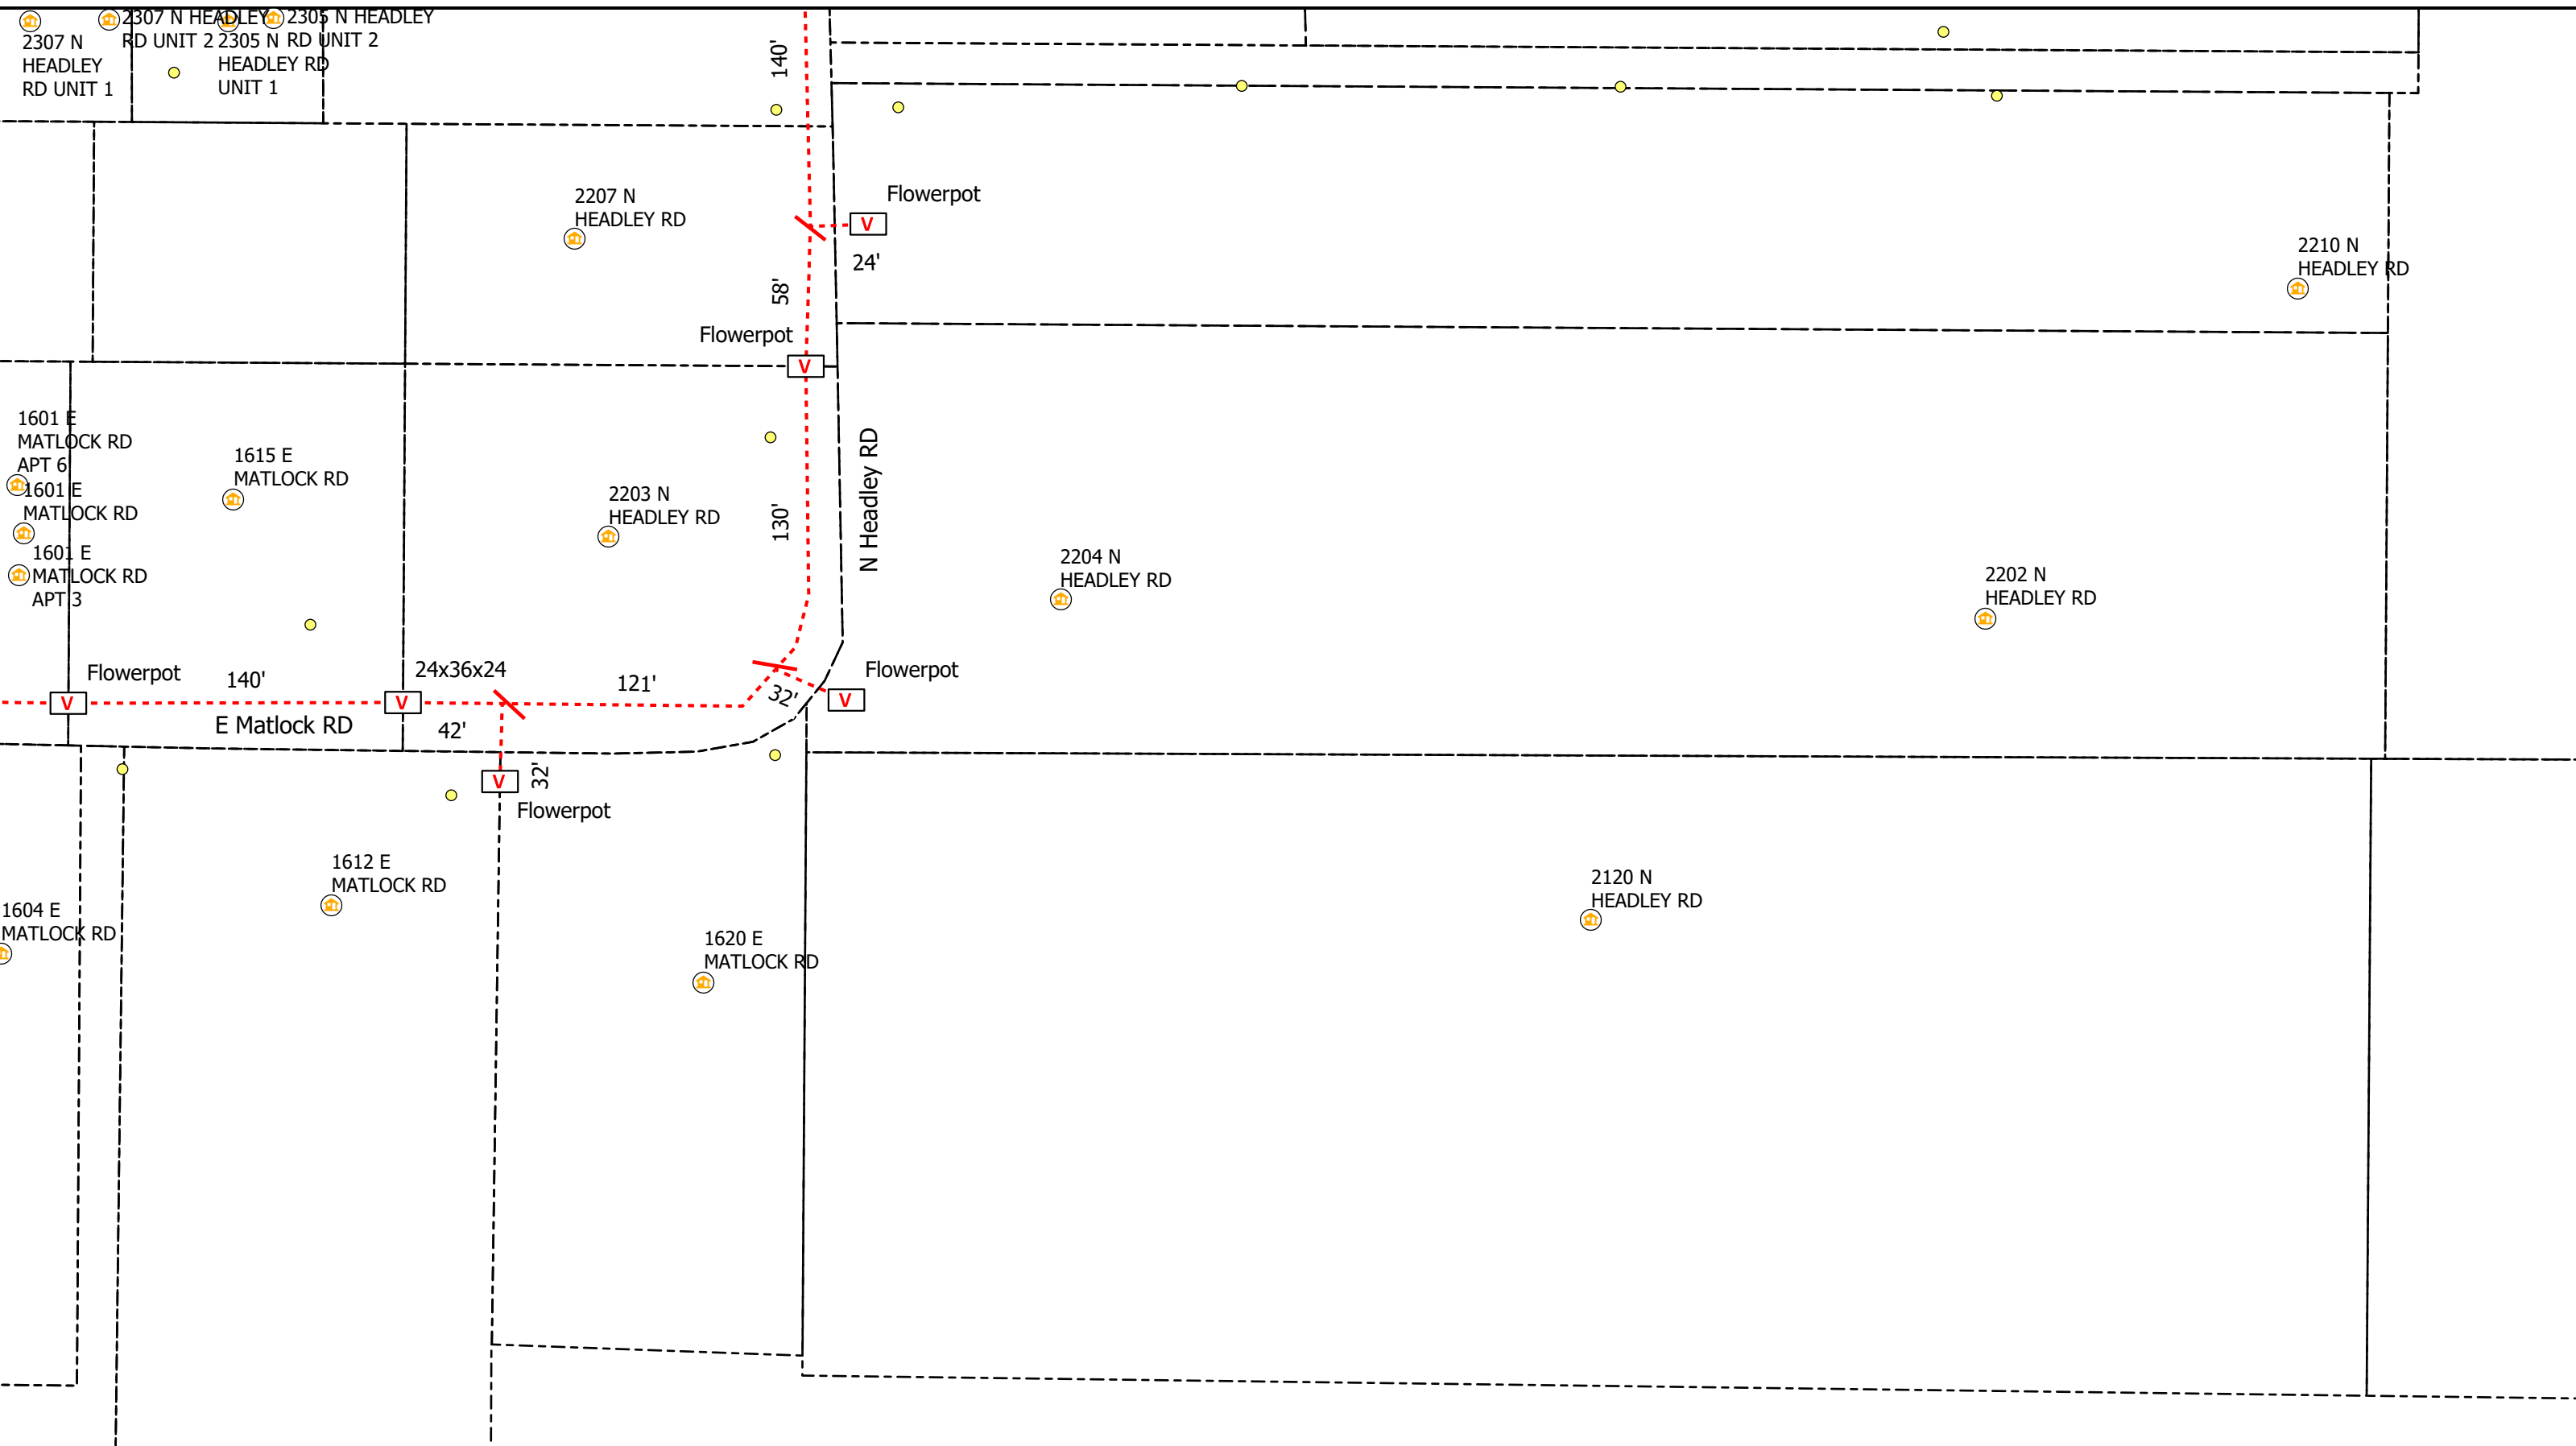 2307 N HEADLEY
RD UNIT 2
2305 N HEADLEY
RD UNIT 2
2307 N
HEADLEY
RD UNIT 1
2305 N
HEADLEY RD
UNIT 1
140'
2207 N
HEADLEY RD
Flowerpot
V
24'
58'
2210 N
HEADLEY RD
Flowerpot
V
1601 E
MATLOCK RD
APT 6
1601 E
MATLOCK RD
1601 E
MATLOCK RD
APT 3
1615 E
MATLOCK RD
2203 N
HEADLEY RD
130'
N Headley RD
2204 N
HEADLEY RD
2202 N
HEADLEY RD
Flowerpot
V
140'
E Matlock RD
24x36x24
V
42'
121'
32'
Flowerpot
V
V
32'
Flowerpot
1612 E
MATLOCK RD
1604 E
MATLOCK RD
1620 E
MATLOCK RD
2120 N
HEADLEY RD